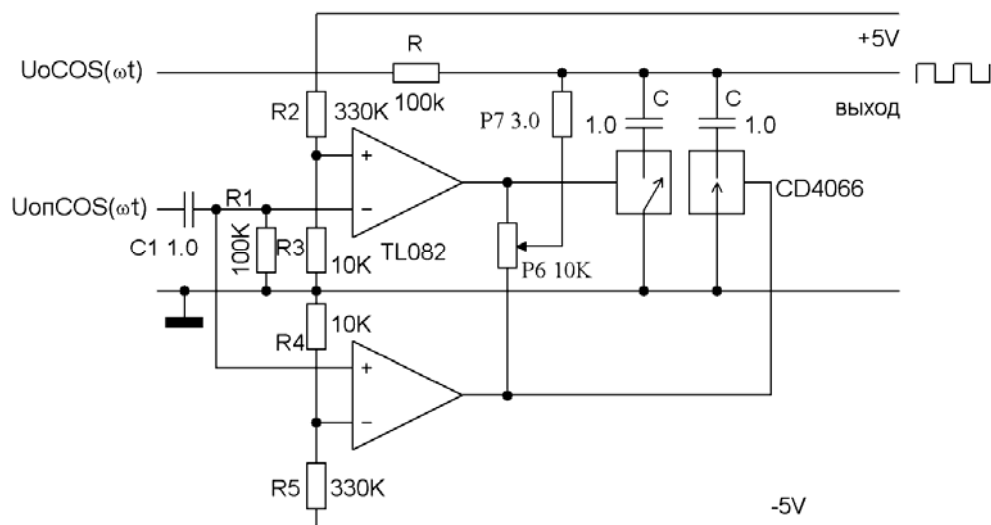 +5V
R
UoCOS(ωt)
100k
R2
330K
P7 3.0
C
C
1.0
1.0
выход
+
CD4066
UопCOS(ωt)
R1
−
C1 1.0
100K
R3
10K
TL082
P6 10K
10K
R4
+
−
R5
330K
-5V